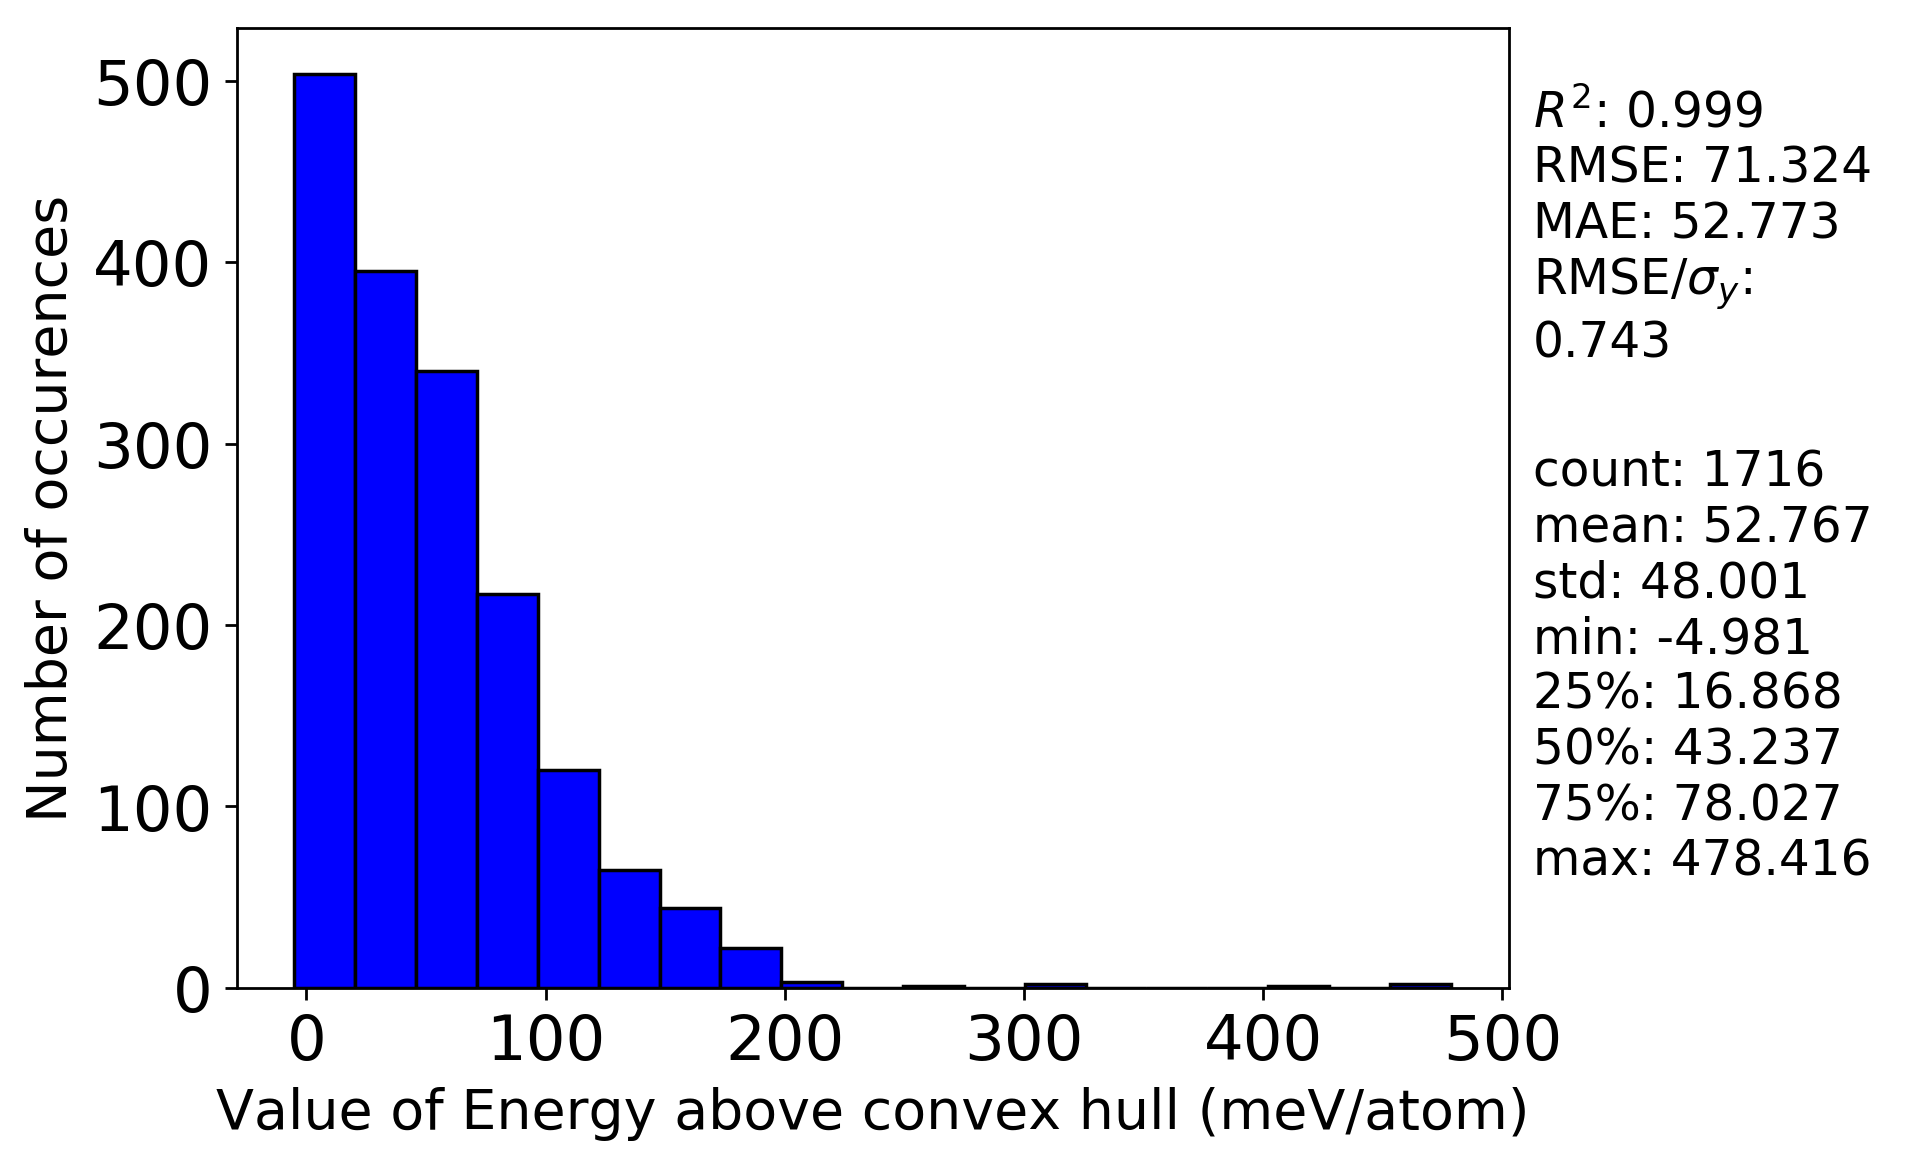 500
400
300
200
100
0
Number of occurences
0 100 200 300 400 500
Value of Energy above convex hull (meV/atom)
R²: 0.999
RMSE: 71.324
MAE: 52.773
RMSE/σ_y:
0.743
count: 1716
mean: 52.767
std: 48.001
min: -4.981
25%: 16.868
50%: 43.237
75%: 78.027
max: 478.416